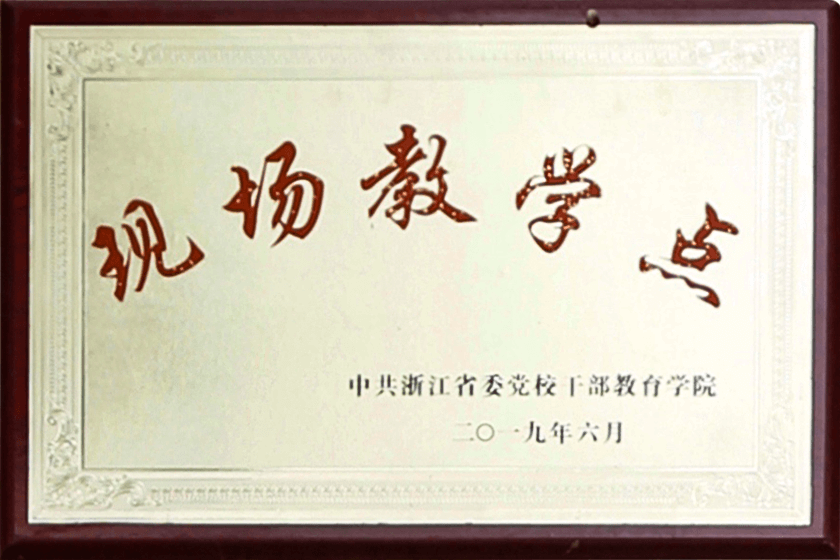 现场教学点
中共浙江省委党校干部教育学院
二〇一九年六月